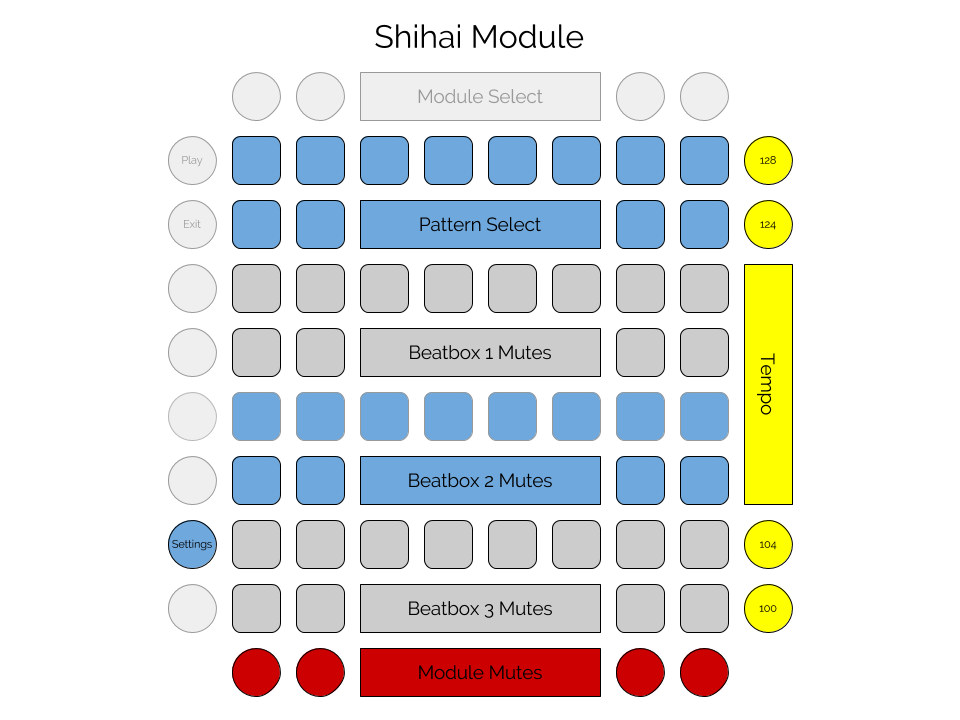 Shihai Module
Module Select
Play
128
Exit
Pattern Select
124
Beatbox 1 Mutes
Tempo
Beatbox 2 Mutes
Settings
104
Beatbox 3 Mutes
100
Module Mutes